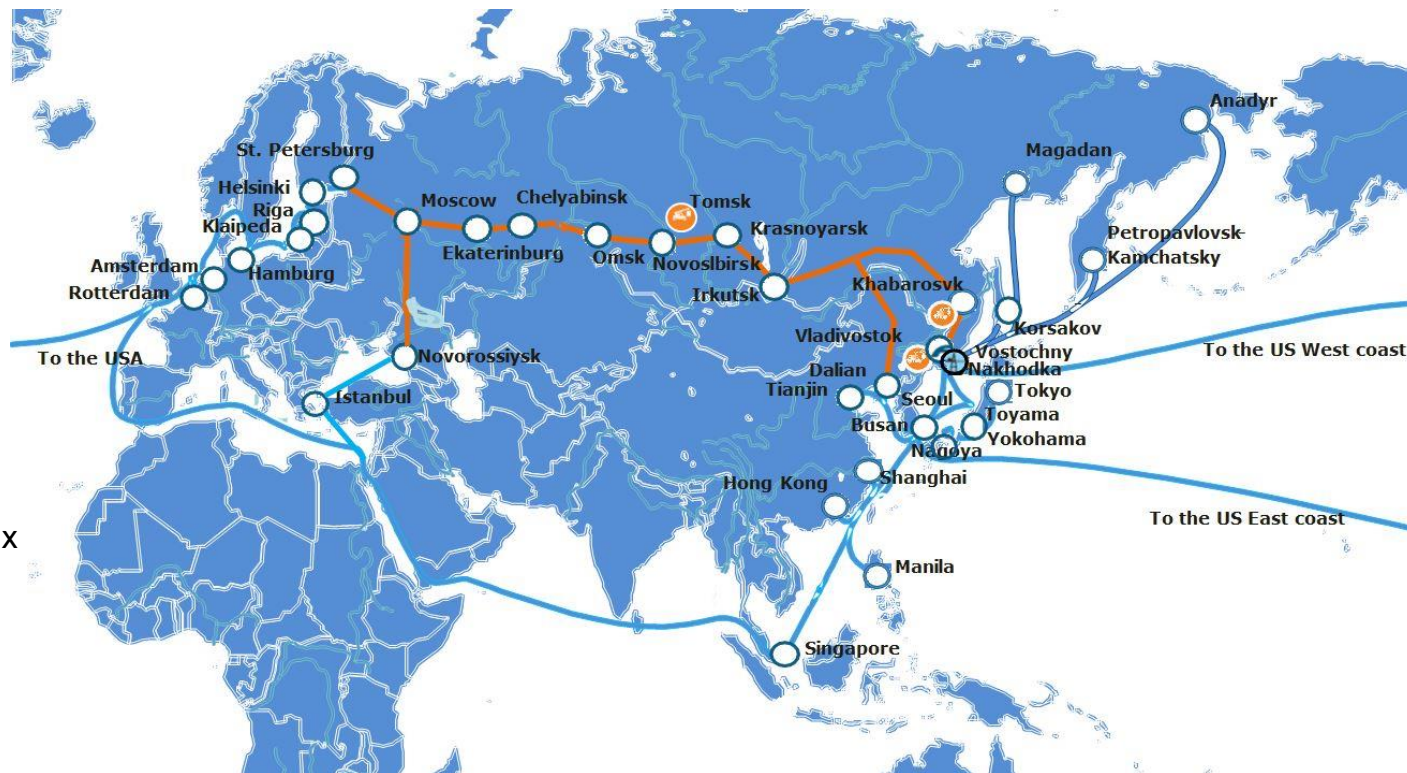 Anadyr
St. Petersburg
Magadan
Helsinki
Moscow
Chelyabinsk
Tomsk
Riga
Klaipeda
Krasnoyarsk
Petropavlovsk-
Kamchatsky
Ekaterinburg
Omsk
Novoslbirsk
Amsterdam
Hamburg
Rotterdam
Irkutsk
Khabarosvk
Korsakov
Vladivostok
To the USA
Novorossiysk
Vostochny
Nakhodka
To the US West coast
Dalian
Tianjin
Tokyo
Istanbul
Seoul
Toyama
Busan
Yokohama
Nagoya
Shanghai
Hong Kong
To the US East coast
x
Manila
Singapore